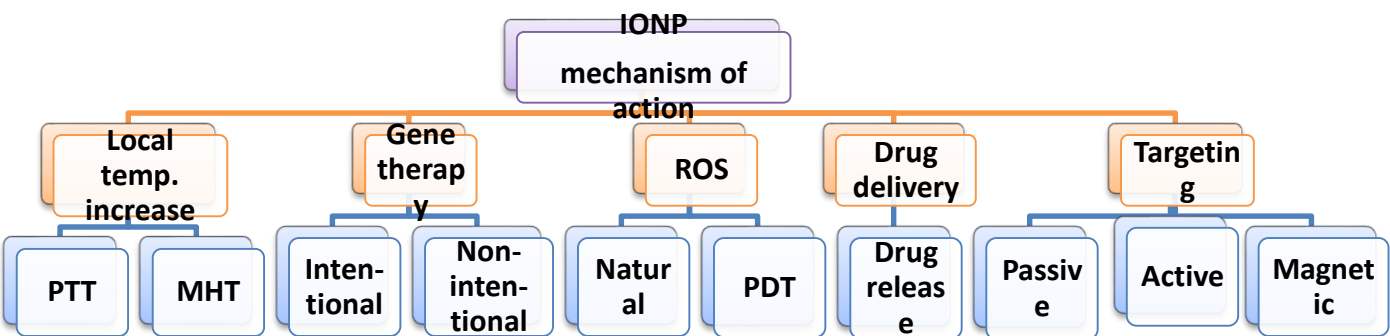 IONP
mechanism of
action
Local
temp.
increase
Gene
therap
y
ROS
Drug
delivery
Targetin
g
PTT
MHT
Inten-
tional
Non-
inten-
tional
Natur
al
PDT
Drug
releas
e
Passiv
e
Active
Magnet
ic